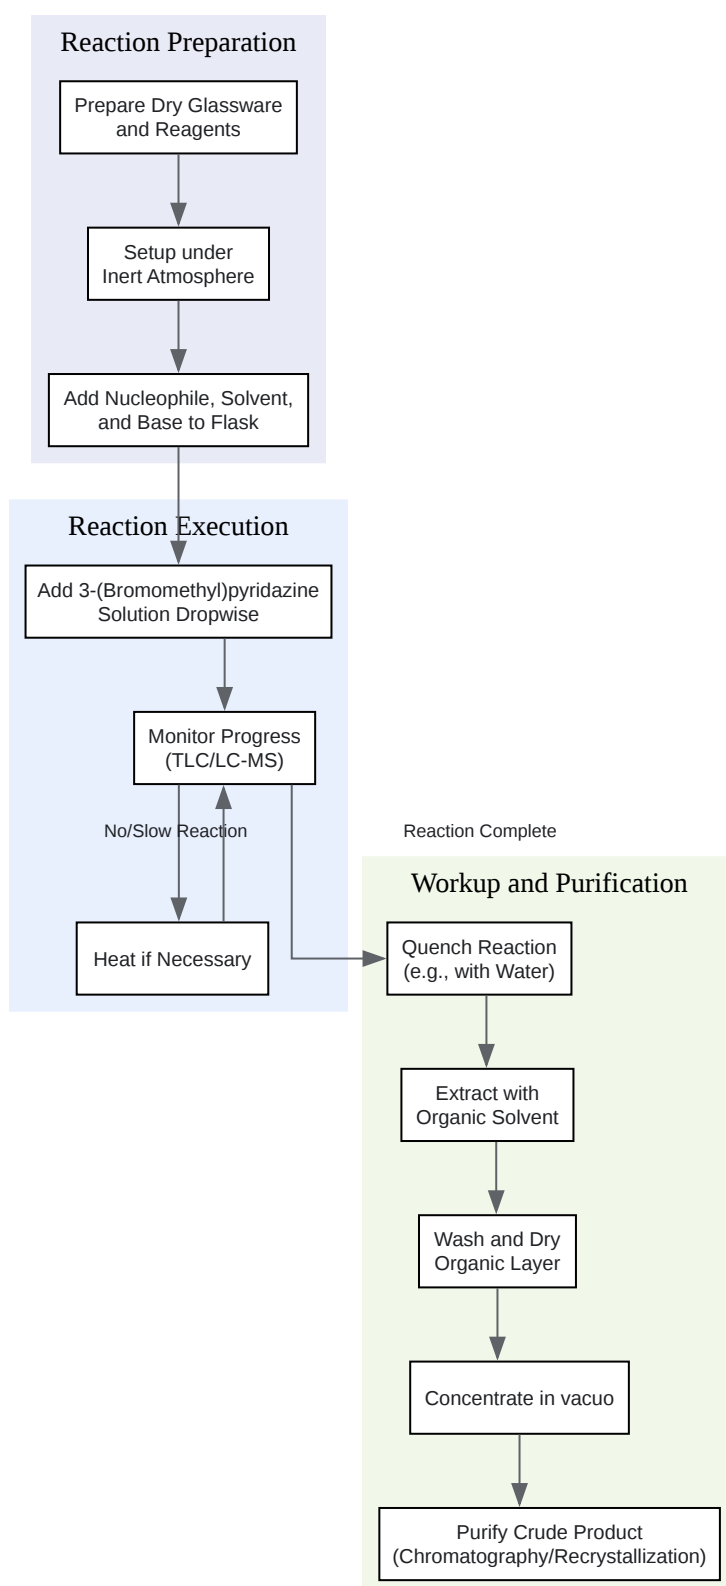 Reaction Preparation
Prepare Dry Glassware
and Reagents
Setup under
Inert Atmosphere
Add Nucleophile, Solvent,
and Base to Flask
Reaction Execution
Add 3-(Bromomethyl)pyridazine
Solution Dropwise
Monitor Progress
(TLC/LC-MS)
No/Slow Reaction
Heat if Necessary
Reaction Complete
Workup and Purification
Quench Reaction
(e.g., with Water)
Extract with
Organic Solvent
Wash and Dry
Organic Layer
Concentrate in vacuo
Purify Crude Product
(Chromatography/Recrystallization)